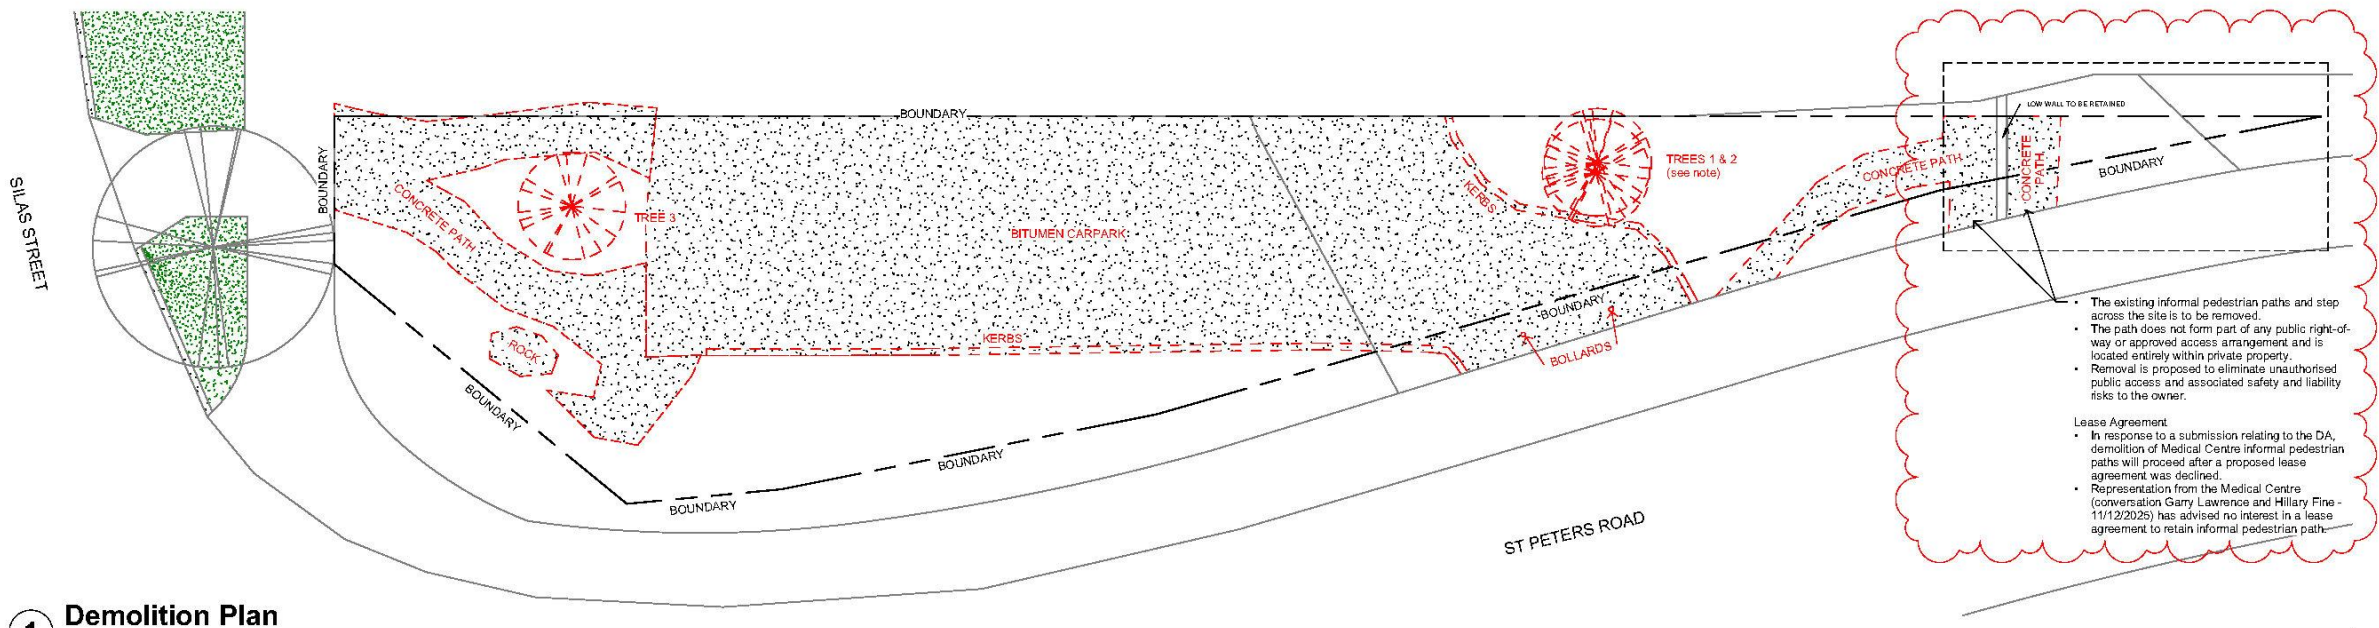 SILAS STREET
BOUNDARY
BOUNDARY
CONCRETE PATH
TREE 3
ROCK
BOUNDARY
BOUNDARY
BOUNDARY
BITUMEN CARPARK
KERBS
KERBS
TREES 1 & 2
(see note)
BOUNDARY
BOLLARDS
CONCRETE PATH
LOW WALL TO BE RETAINED
CONCRETE
PATH
BOUNDARY
ST PETERS ROAD
• The existing informal pedestrian paths and step
across the site is to be removed.
• The path does not form part of any public right-of-
way or approved access arrangement and is
located entirely within private property.
• Removal is proposed to eliminate unauthorised
public access and associated safety and liability
risks to the owner.
Lease Agreement
• In response to a submission relating to the DA,
demolition of Medical Centre informal pedestrian
paths will proceed after a proposed lease
agreement was declined.
• Representation from the Medical Centre
(conversation Garry Lawrence and Hillary Fine -
11/12/2025) has advised no interest in a lease
agreement to retain informal pedestrian path.
1 Demolition Plan